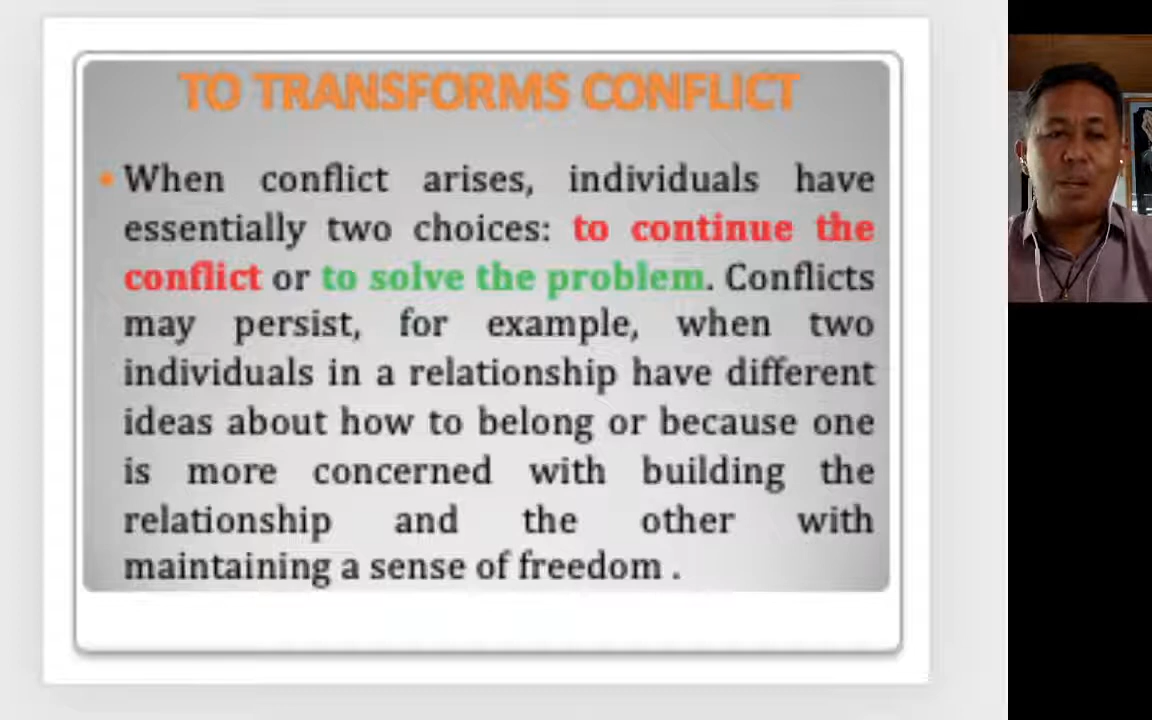 TO TRANSFORMS CONFLICT
• When conflict arises, individuals have
essentially two choices: to continue the
conflict or to solve the problem. Conflicts
may persist, for example, when two
individuals in a relationship have different
ideas about how to belong or because one
is more concerned with building the
relationship and the other with
maintaining a sense of freedom .